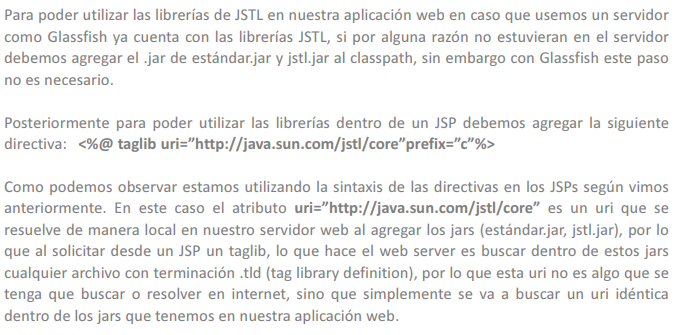 Para poder utilizar las librerías de JSTL en nuestra aplicación web en caso que usemos un servidor
como Glassfish ya cuenta con las librerías JSTL, si por alguna razón no estuvieran en el servidor
debemos agregar el .jar de estándar.jar y jstl.jar al classpath, sin embargo con Glassfish este paso
no es necesario.
Posteriormente para poder utilizar las librerías dentro de un JSP debemos agregar la siguiente
directiva: <%@ taglib uri=”http://java.sun.com/jstl/core”prefix=”c”%>
Como podemos observar estamos utilizando la sintaxis de las directivas en los JSPs según vimos
anteriormente. En este caso el atributo uri=”http://java.sun.com/jstl/core” es un uri que se
resuelve de manera local en nuestro servidor web al agregar los jars (estándar.jar, jstl.jar), por lo
que al solicitar desde un JSP un taglib, lo que hace el web server es buscar dentro de estos jars
cualquier archivo con terminación .tld (tag library definition), por lo que esta uri no es algo que se
tenga que buscar o resolver en internet, sino que simplemente se va a buscar un uri idéntica
dentro de los jars que tenemos en nuestra aplicación web.